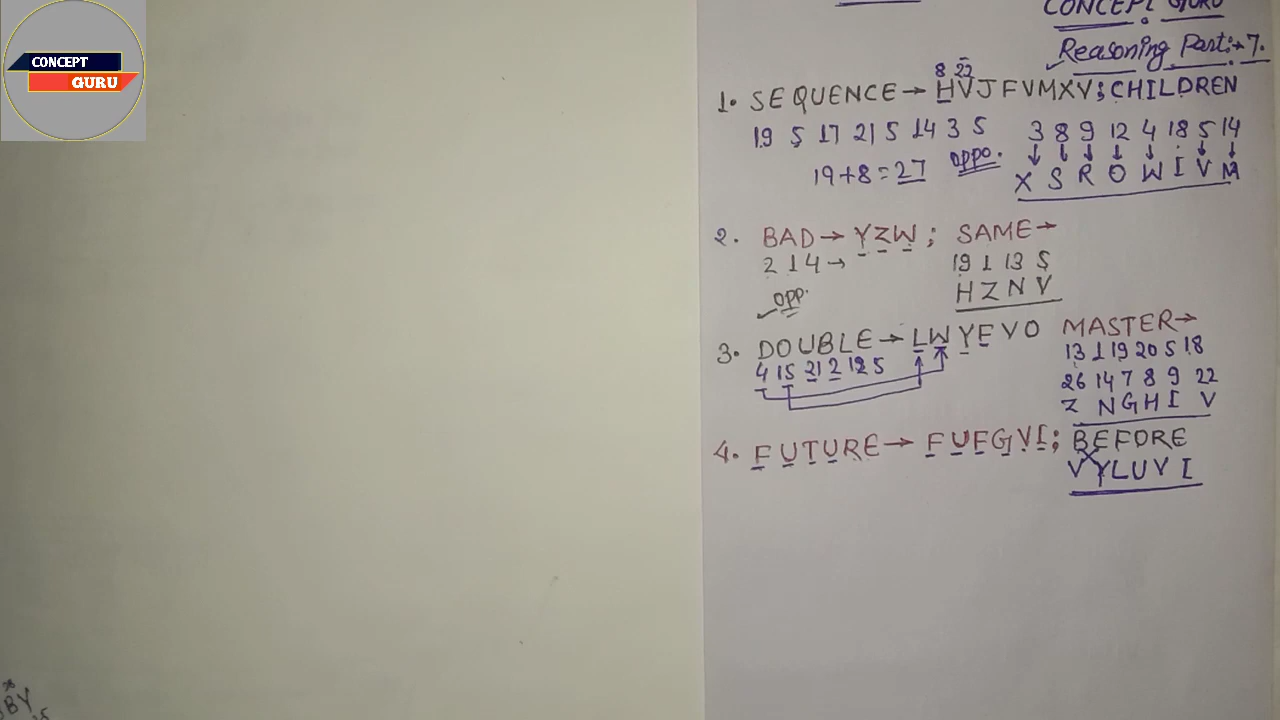 CONCEPT
GURU
CONCEPT GURU
Reasoning Part:-7.
8 22
1. SEQUENCE → HVJFVMXV; CHILDREN
19 5 17 21 5 14 3 5 3 8 9 12 4 18 5 14
19+8=27 oppo. X S R O W I V M
2. BAD → YZW; SAME →
2 1 4 → 19 1 13 5
opp. H Z N V
3. DOUBLE → LWYFVO MASTER →
4 15 21 2 12 5 13 1 19 20 5 18
26 14 7 8 9 22
Z N G H I V
4. FUTURE → FUFGVI; BEFORE
VYLUVI
BY